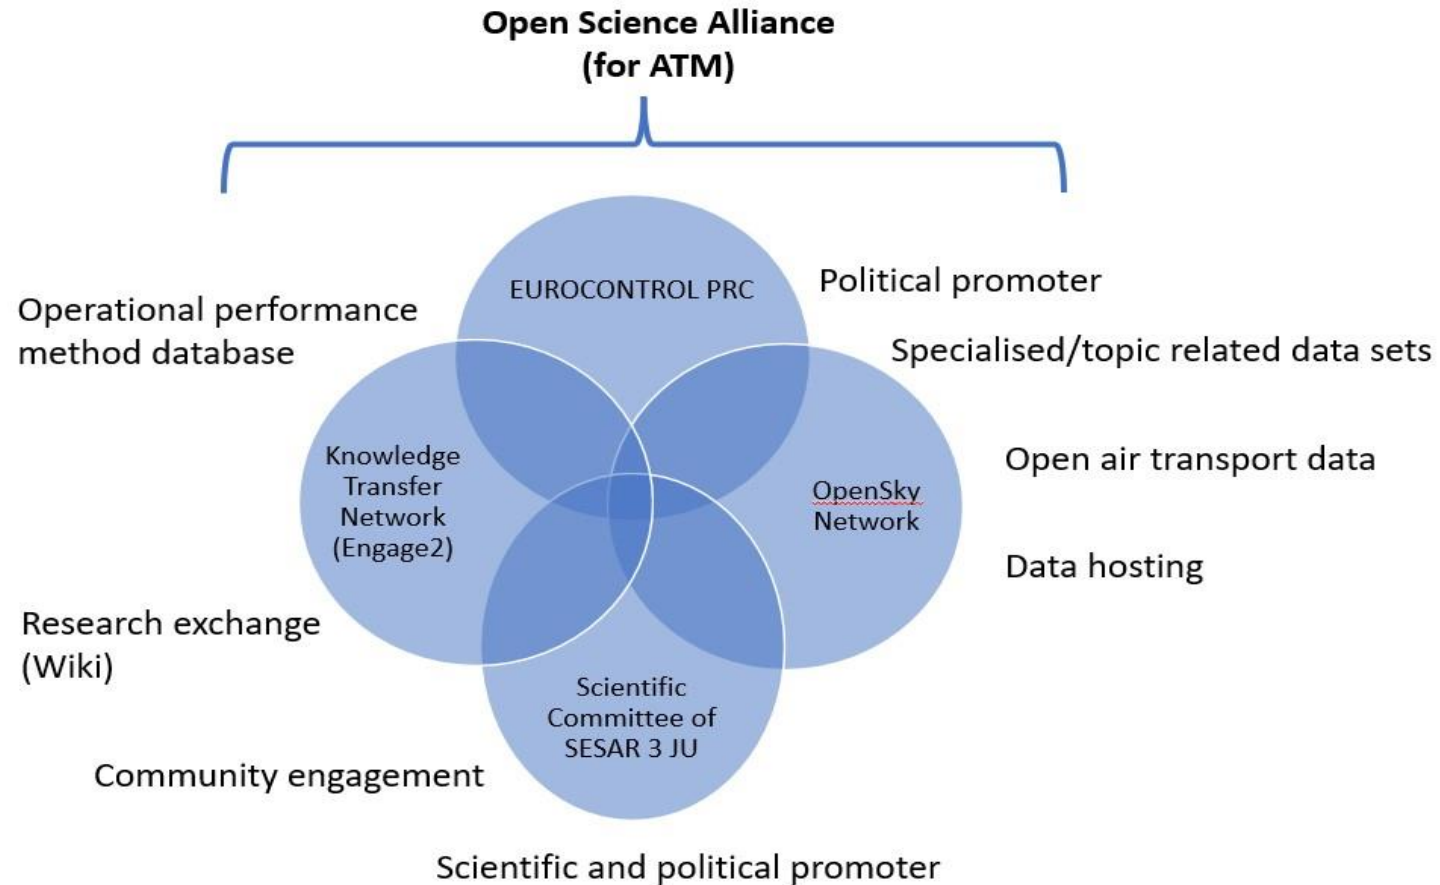 Open Science Alliance
(for ATM)
EUROCONTROL PRC
Political promoter
Operational performance
method database
Specialised/topic related data sets
Knowledge
Transfer
Network
(Engage2)
OpenSky
Network
Open air transport data
Data hosting
Research exchange
(Wiki)
Scientific
Committee of
SESAR 3 JU
Community engagement
Scientific and political promoter